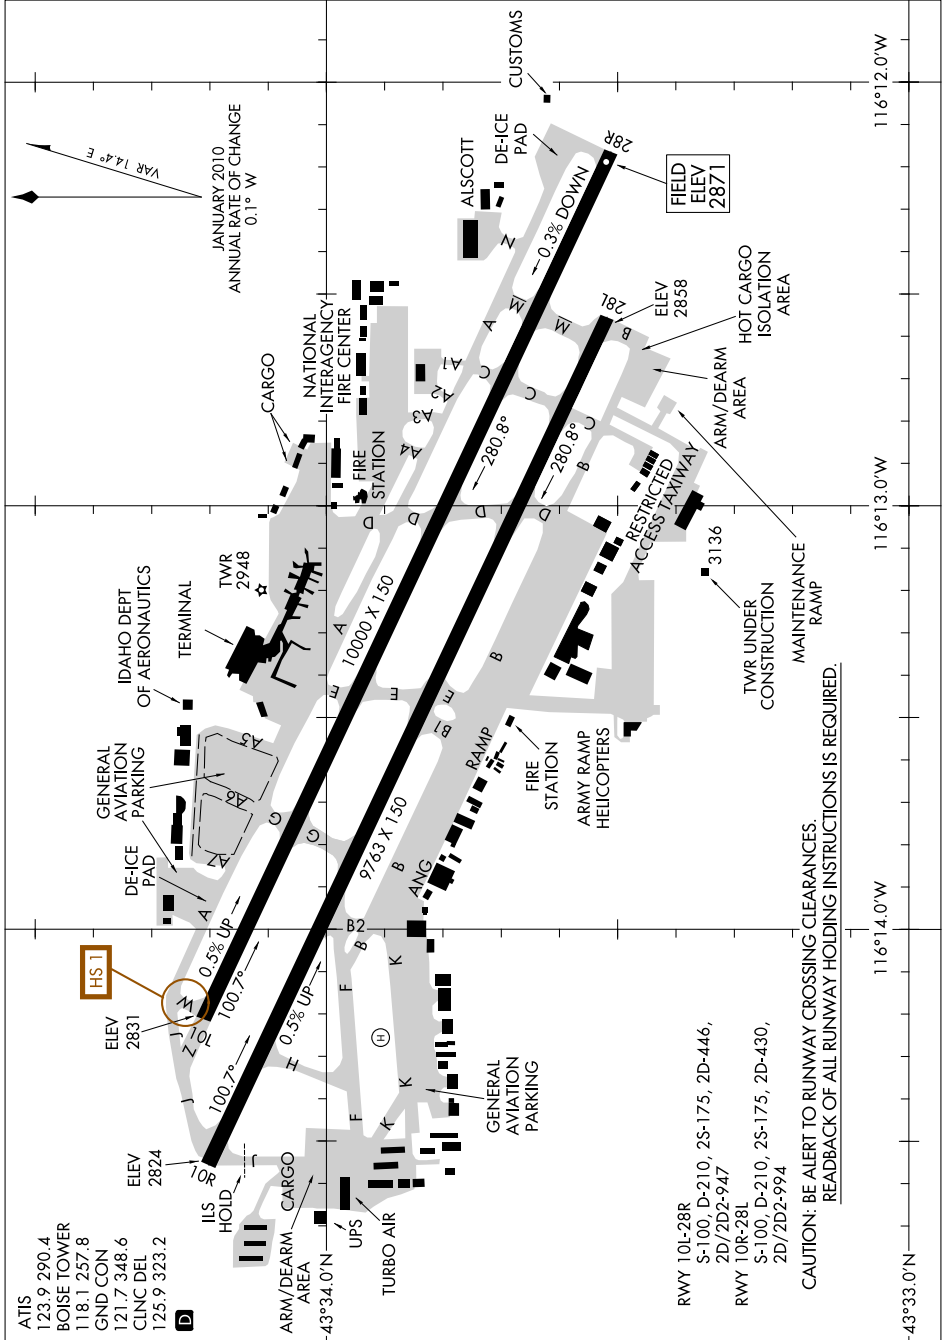 ATIS
123.9 290.4
BOISE TOWER
118.1 257.8
GND CON
121.7 348.6
CLNC DEL
125.9 323.2
D
JANUARY 2010
ANNUAL RATE OF CHANGE
0.1° W
VAR 14.4° E
HS 1
ELEV
2831
ELEV
2824
10L
10R
ILS
HOLD
DE-ICE
PAD
GENERAL
AVIATION
PARKING
IDAHO DEPT
OF AERONAUTICS
TERMINAL
TWR
2948
CARGO
FIRE
STATION
NATIONAL
INTERAGENCY
FIRE CENTER
ALSCOTT
DE-ICE
PAD
CUSTOMS
28R
FIELD
ELEV
2871
0.3% DOWN
28L
ELEV
2858
HOT CARGO
ISOLATION
AREA
ARM/DEARM
AREA
MAINTENANCE
RAMP
RESTRICTED
ACCESS TAXIWAY
3136
TWR UNDER
CONSTRUCTION
ARMY RAMP
HELICOPTERS
FIRE
STATION
RAMP
ANG
GENERAL
AVIATION
PARKING
ARM/DEARM
AREA
CARGO
UPS
TURBO AIR
100.7°
0.5% UP
10000 X 150
280.8°
100.7°
0.5% UP
9763 X 150
280.8°
J
J
J
Z
W
A
A7
A6
A5
G
G
E
E
E
A
D
D
D
D
A4
A3
A2
A1
A
C
C
C
M
M
N
B
B
B
B1
B
B2
B
H
F
F
K
K
K
H
43°34.0'N
43°33.0'N
116°12.0'W
116°13.0'W
116°14.0'W
RWY 10L-28R
S-100, D-210, 2S-175, 2D-446,
2D/2D2-947
RWY 10R-28L
S-100, D-210, 2S-175, 2D-430,
2D/2D2-994
CAUTION: BE ALERT TO RUNWAY CROSSING CLEARANCES.
READBACK OF ALL RUNWAY HOLDING INSTRUCTIONS IS REQUIRED.